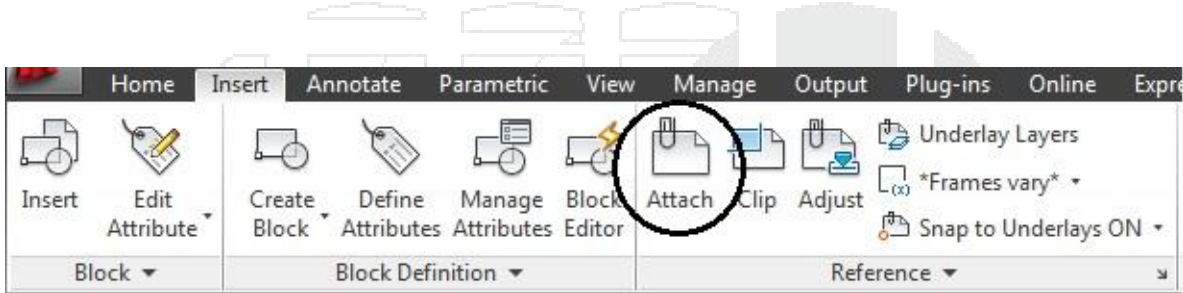 Home Insert Annotate Parametric View Manage Output Plug-ins Online Expre
Insert
Edit
Attribute
Create
Block
Define
Attributes
Manage
Attributes
Block
Editor
Attach
Clip
Adjust
Underlay Layers
*Frames vary*
Snap to Underlays ON
Block
Block Definition
Reference